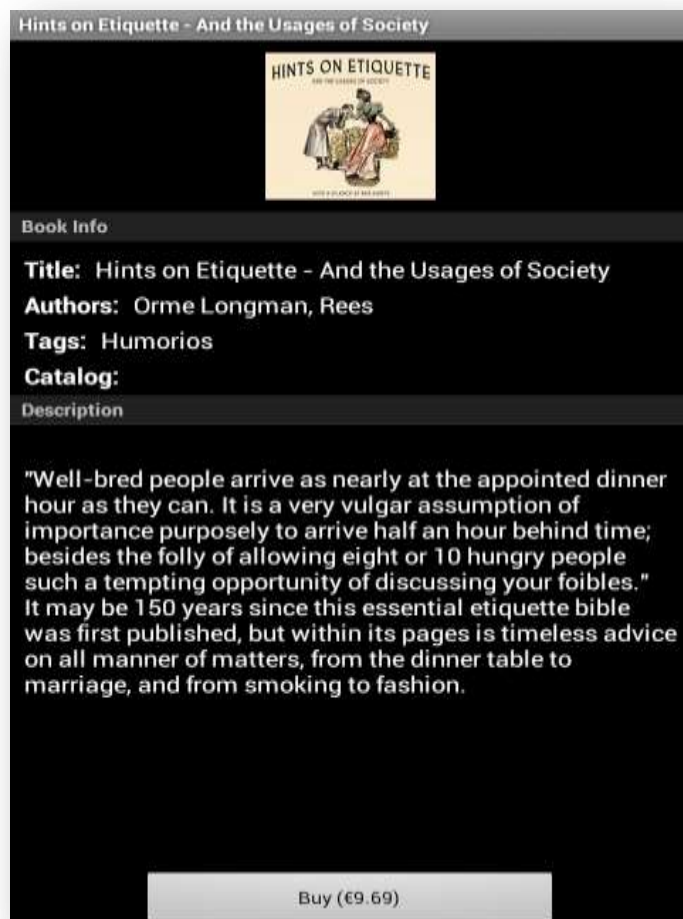 Hints on Etiquette - And the Usages of Society
HINTS ON ETIQUETTE
AND THE USAGES OF SOCIETY
Book Info
Title: Hints on Etiquette - And the Usages of Society
Authors: Orme Longman, Rees
Tags: Humorios
Catalog:
Description
"Well-bred people arrive as nearly at the appointed dinner
hour as they can. It is a very vulgar assumption of
importance purposely to arrive half an hour behind time;
besides the folly of allowing eight or 10 hungry people
such a tempting opportunity of discussing your foibles."
It may be 150 years since this essential etiquette bible
was first published, but within its pages is timeless advice
on all manner of matters, from the dinner table to
marriage, and from smoking to fashion.
Buy (€9.69)